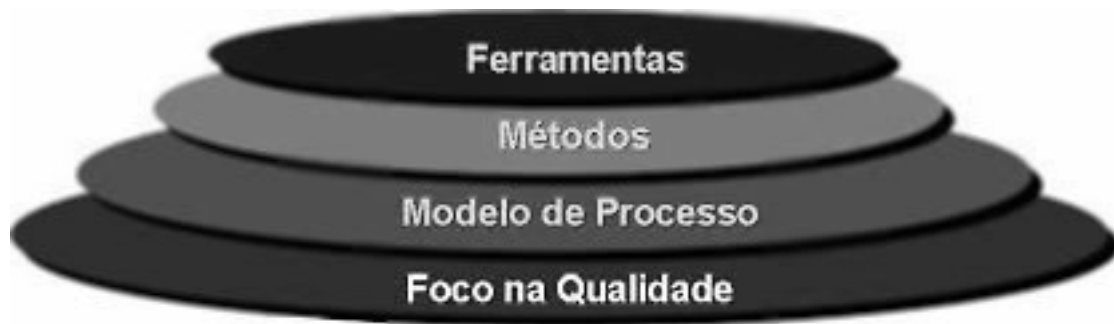 Ferramentas
Métodos
Modelo de Processo
Foco na Qualidade